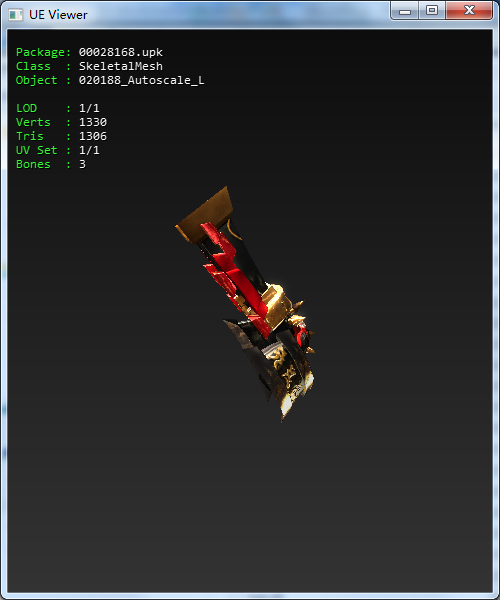 UE Viewer
Package: 00028168.upk
Class : SkeletalMesh
Object : 020188_Autoscale_L
LOD : 1/1
Verts : 1330
Tris : 1306
UV Set : 1/1
Bones : 3